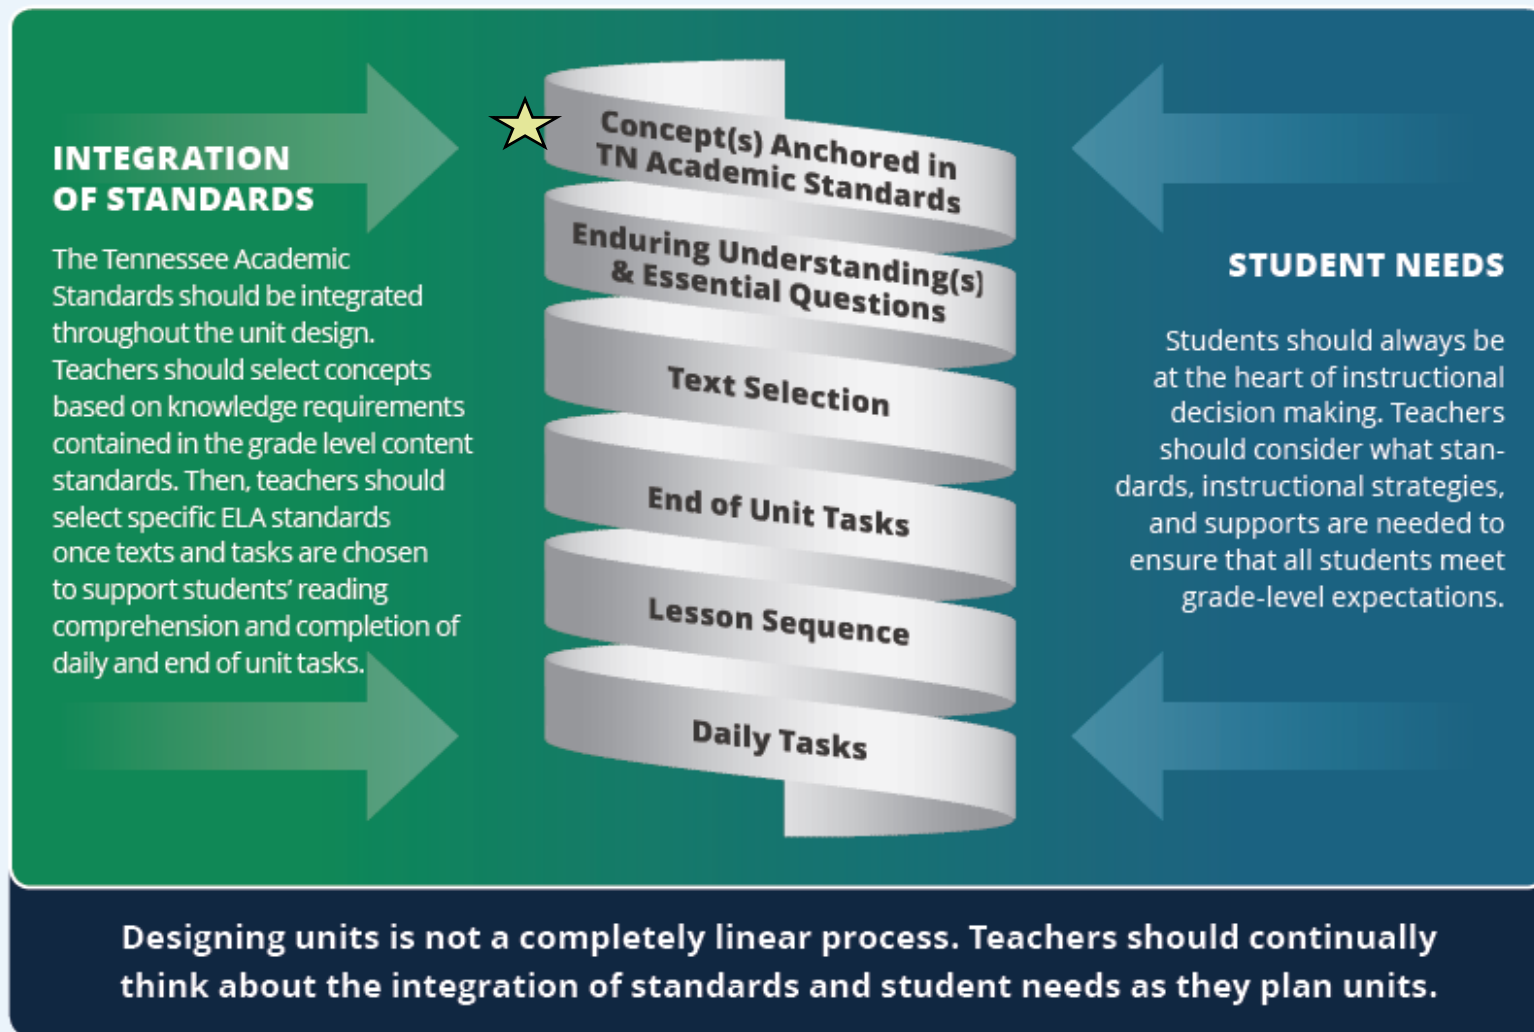 INTEGRATION
OF STANDARDS
The Tennessee Academic
Standards should be integrated
throughout the unit design.
Teachers should select concepts
based on knowledge requirements
contained in the grade level content
standards. Then, teachers should
select specific ELA standards
once texts and tasks are chosen
to support students’ reading
comprehension and completion of
daily and end of unit tasks.
Concept(s) Anchored in
TN Academic Standards
Enduring Understanding(s)
& Essential Questions
Text Selection
End of Unit Tasks
Lesson Sequence
Daily Tasks
STUDENT NEEDS
Students should always be
at the heart of instructional
decision making. Teachers
should consider what stan-
dards, instructional strategies,
and supports are needed to
ensure that all students meet
grade-level expectations.
Designing units is not a completely linear process. Teachers should continually
think about the integration of standards and student needs as they plan units.